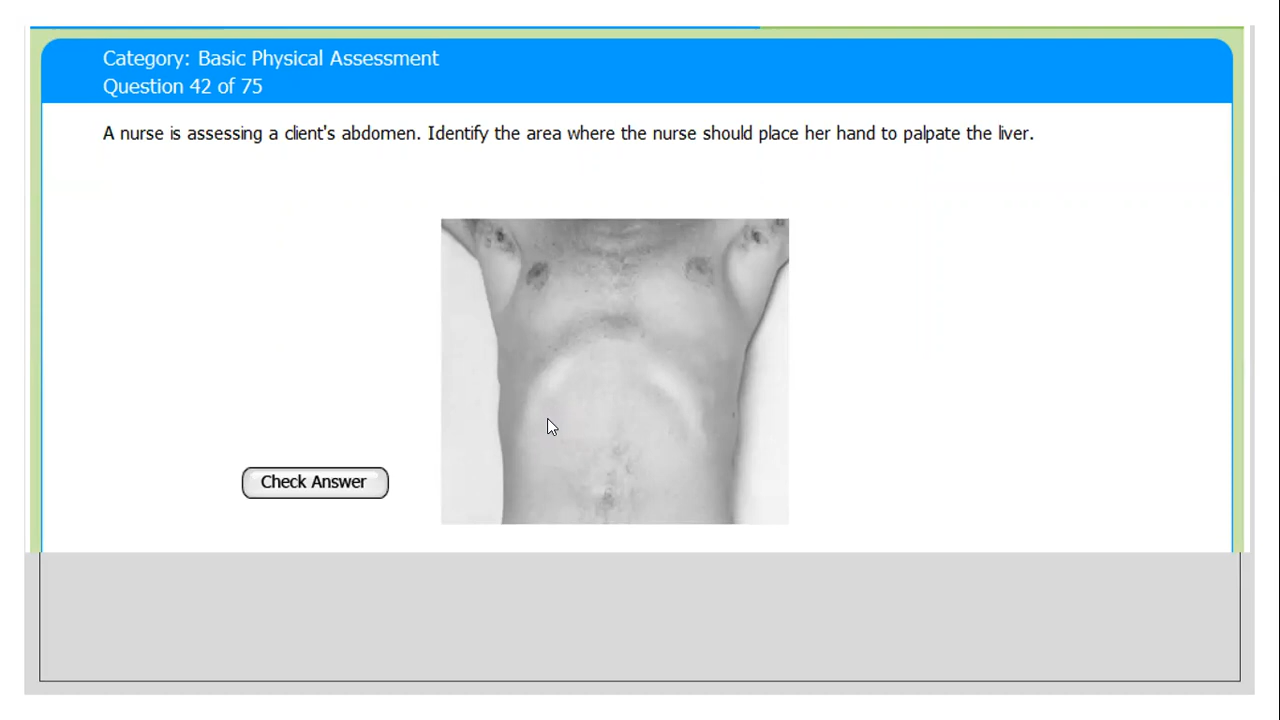 Category: Basic Physical Assessment
Question 42 of 75
A nurse is assessing a client's abdomen. Identify the area where the nurse should place her hand to palpate the liver.
Check Answer